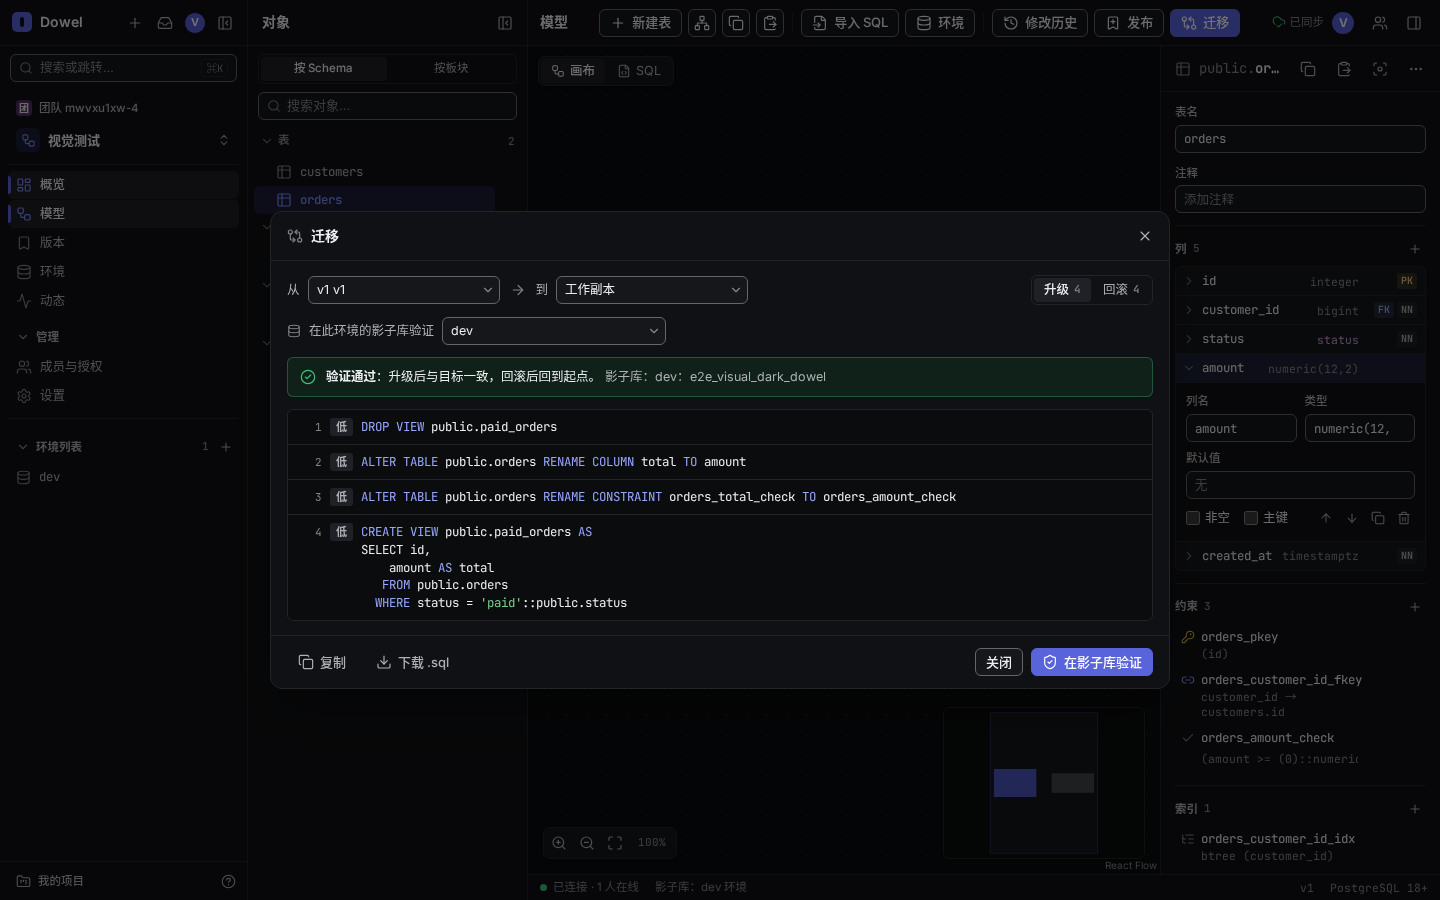 Dowel
V
搜索或跳转...
⌘K
团队 mwvxu1xw-4
视觉测试
概览
模型
版本
环境
动态
管理
成员与授权
设置
环境列表 1
dev
我的项目
对象
按 Schema
按板块
搜索对象...
表 2
customers
orders
模型
新建表
导入 SQL
环境
修改历史
发布
迁移
已同步
V
画布
SQL
迁移
从
v1 v1
到
工作副本
升级 4
回滚 4
在此环境的影子库验证
dev
验证通过：升级后与目标一致，回滚后回到起点。 影子库：dev：e2e_visual_dark_dowel
1 低 DROP VIEW public.paid_orders
2 低 ALTER TABLE public.orders RENAME COLUMN total TO amount
3 低 ALTER TABLE public.orders RENAME CONSTRAINT orders_total_check TO orders_amount_check
4 低 CREATE VIEW public.paid_orders AS
SELECT id,
amount AS total
FROM public.orders
WHERE status = 'paid'::public.status
复制
下载 .sql
关闭
在影子库验证
100%
React Flow
已连接 · 1 人在线
影子库：dev 环境
v1
PostgreSQL 18+
public.or...
表名
orders
注释
添加注释
列 5
id integer PK
customer_id bigint FK NN
status status NN
amount numeric(12,2)
列名
类型
amount
numeric(12,
默认值
无
非空
主键
created_at timestamptz NN
约束 3
orders_pkey
(id)
orders_customer_id_fkey
customer_id →
customers.id
orders_amount_check
(amount >= (0)::numeric
索引 1
orders_customer_id_idx
btree (customer_id)